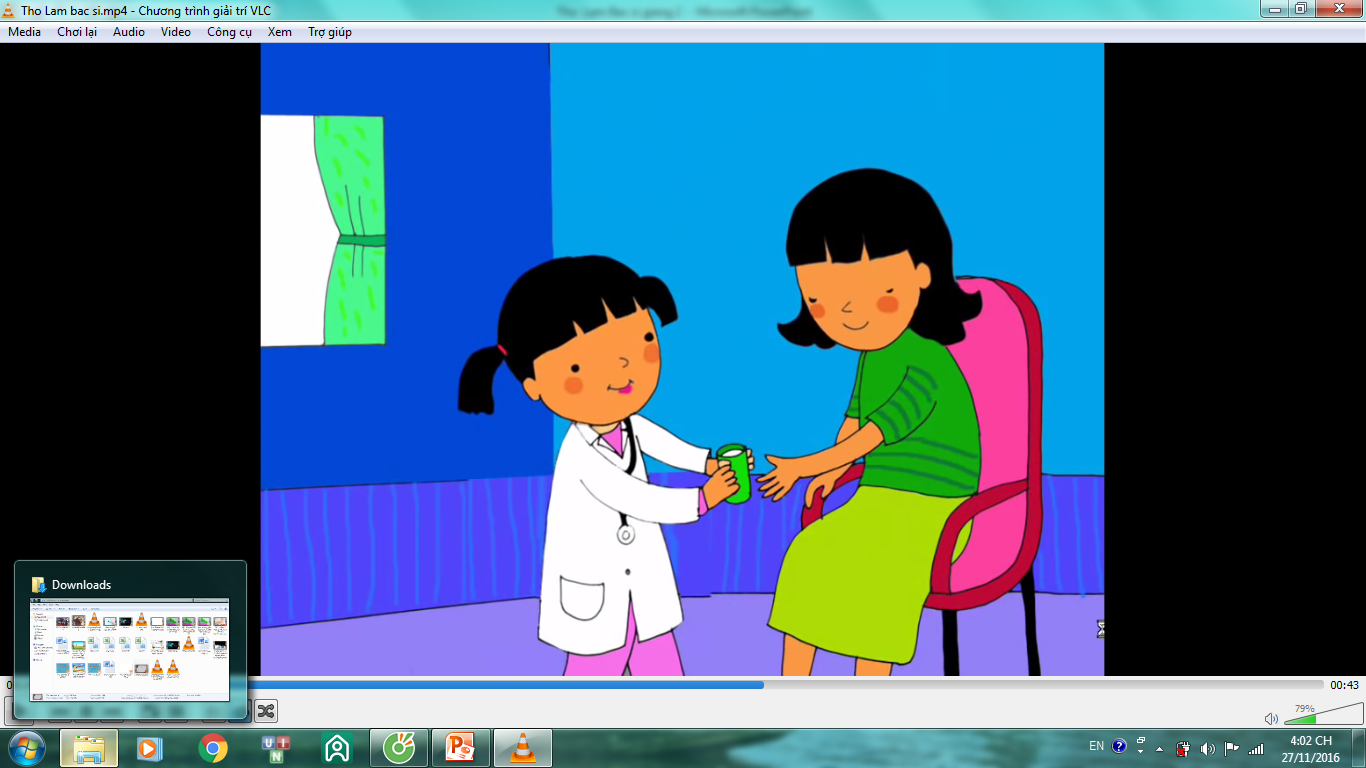 Tho Lam bac si.mp4 - Chương trình giải trí VLC
Media Chơi lại Audio Video Công cụ Xem Trợ giúp
Downloads
00:43
79%
EN
4:02 CH
27/11/2016